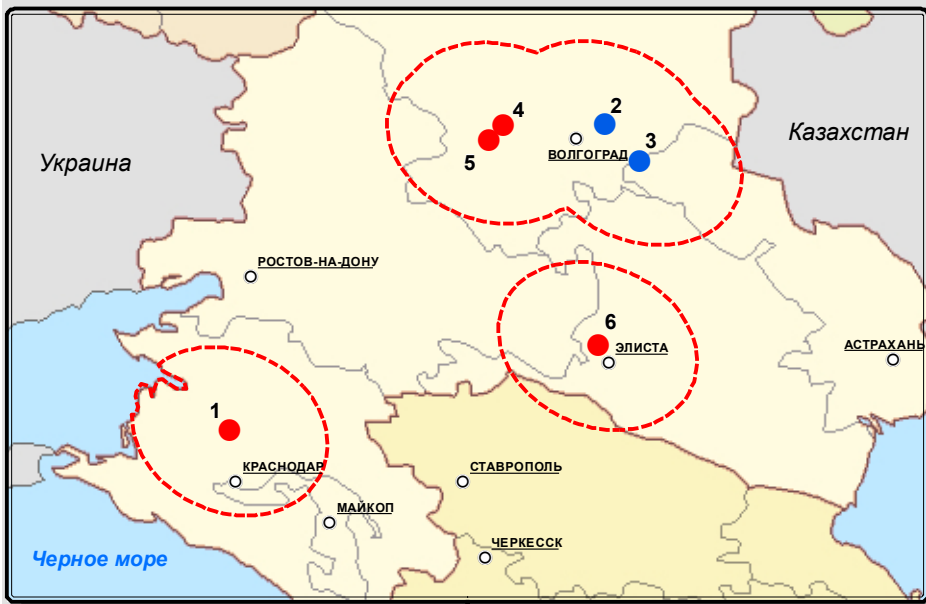 4
2
Казахстан
3
ВОЛГОГРАД
5
Украина
РОСТОВ-НА-ДОНУ
6
ЭЛИСТА
АСТРАХАНЬ
1
КРАСНОДАР
СТАВРОПОЛЬ
МАЙКОП
ЧЕРКЕССК
Черное море